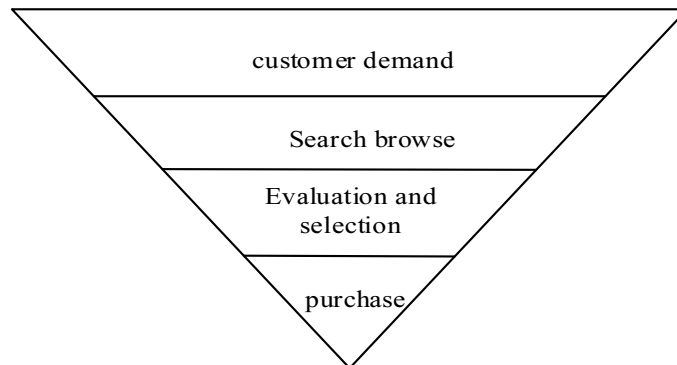 customer demand
Search browse
Evaluation and
selection
purchase